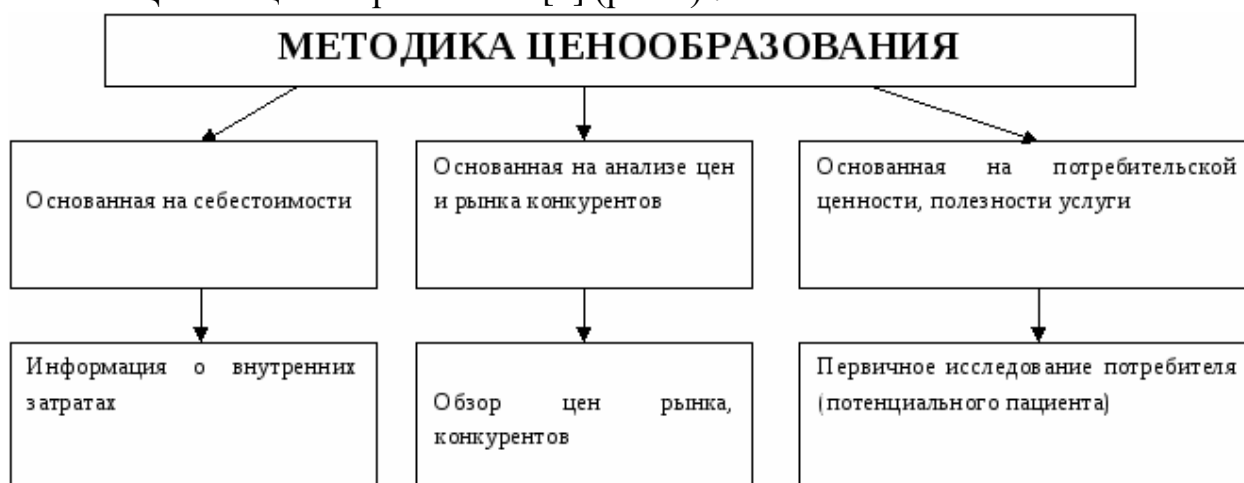 МЕТОДИКА ЦЕНООБРАЗОВАНИЯ
Основанная на себестоимости
Основанная на анализе цен
и рынка конкурентов
Основанная на потребительской
ценности, полезности услуги
Информация о внутренних
затратах
Обзор цен рынка,
конкурентов
Первичное исследование потребителя
(потенциального пациента)